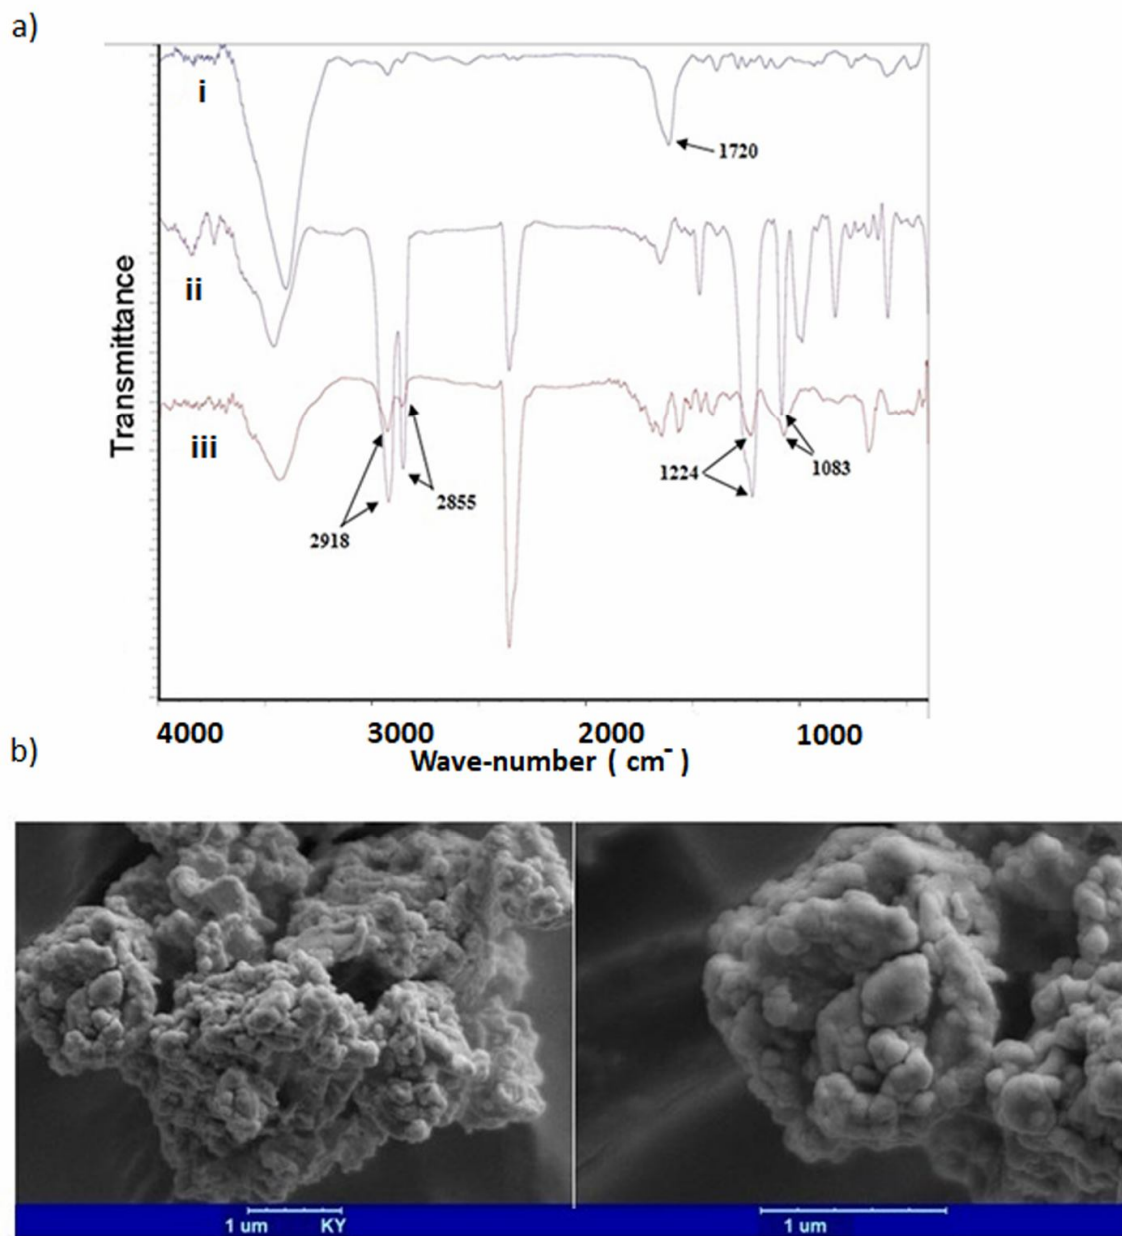 a)
i
1720
ii
iii
Transmittance
2918
2855
1224
1083
4000 3000 2000 1000
Wave-number ( cm⁻ )
b)
1 um KY
1 um